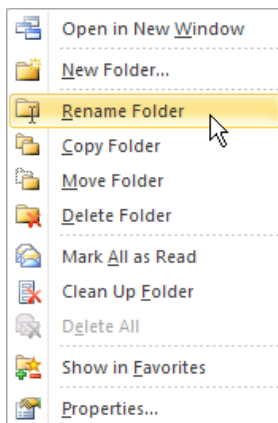 Open in New Window
New Folder...
Rename Folder
Copy Folder
Move Folder
Delete Folder
Mark All as Read
Clean Up Folder
Delete All
Show in Favorites
Properties...